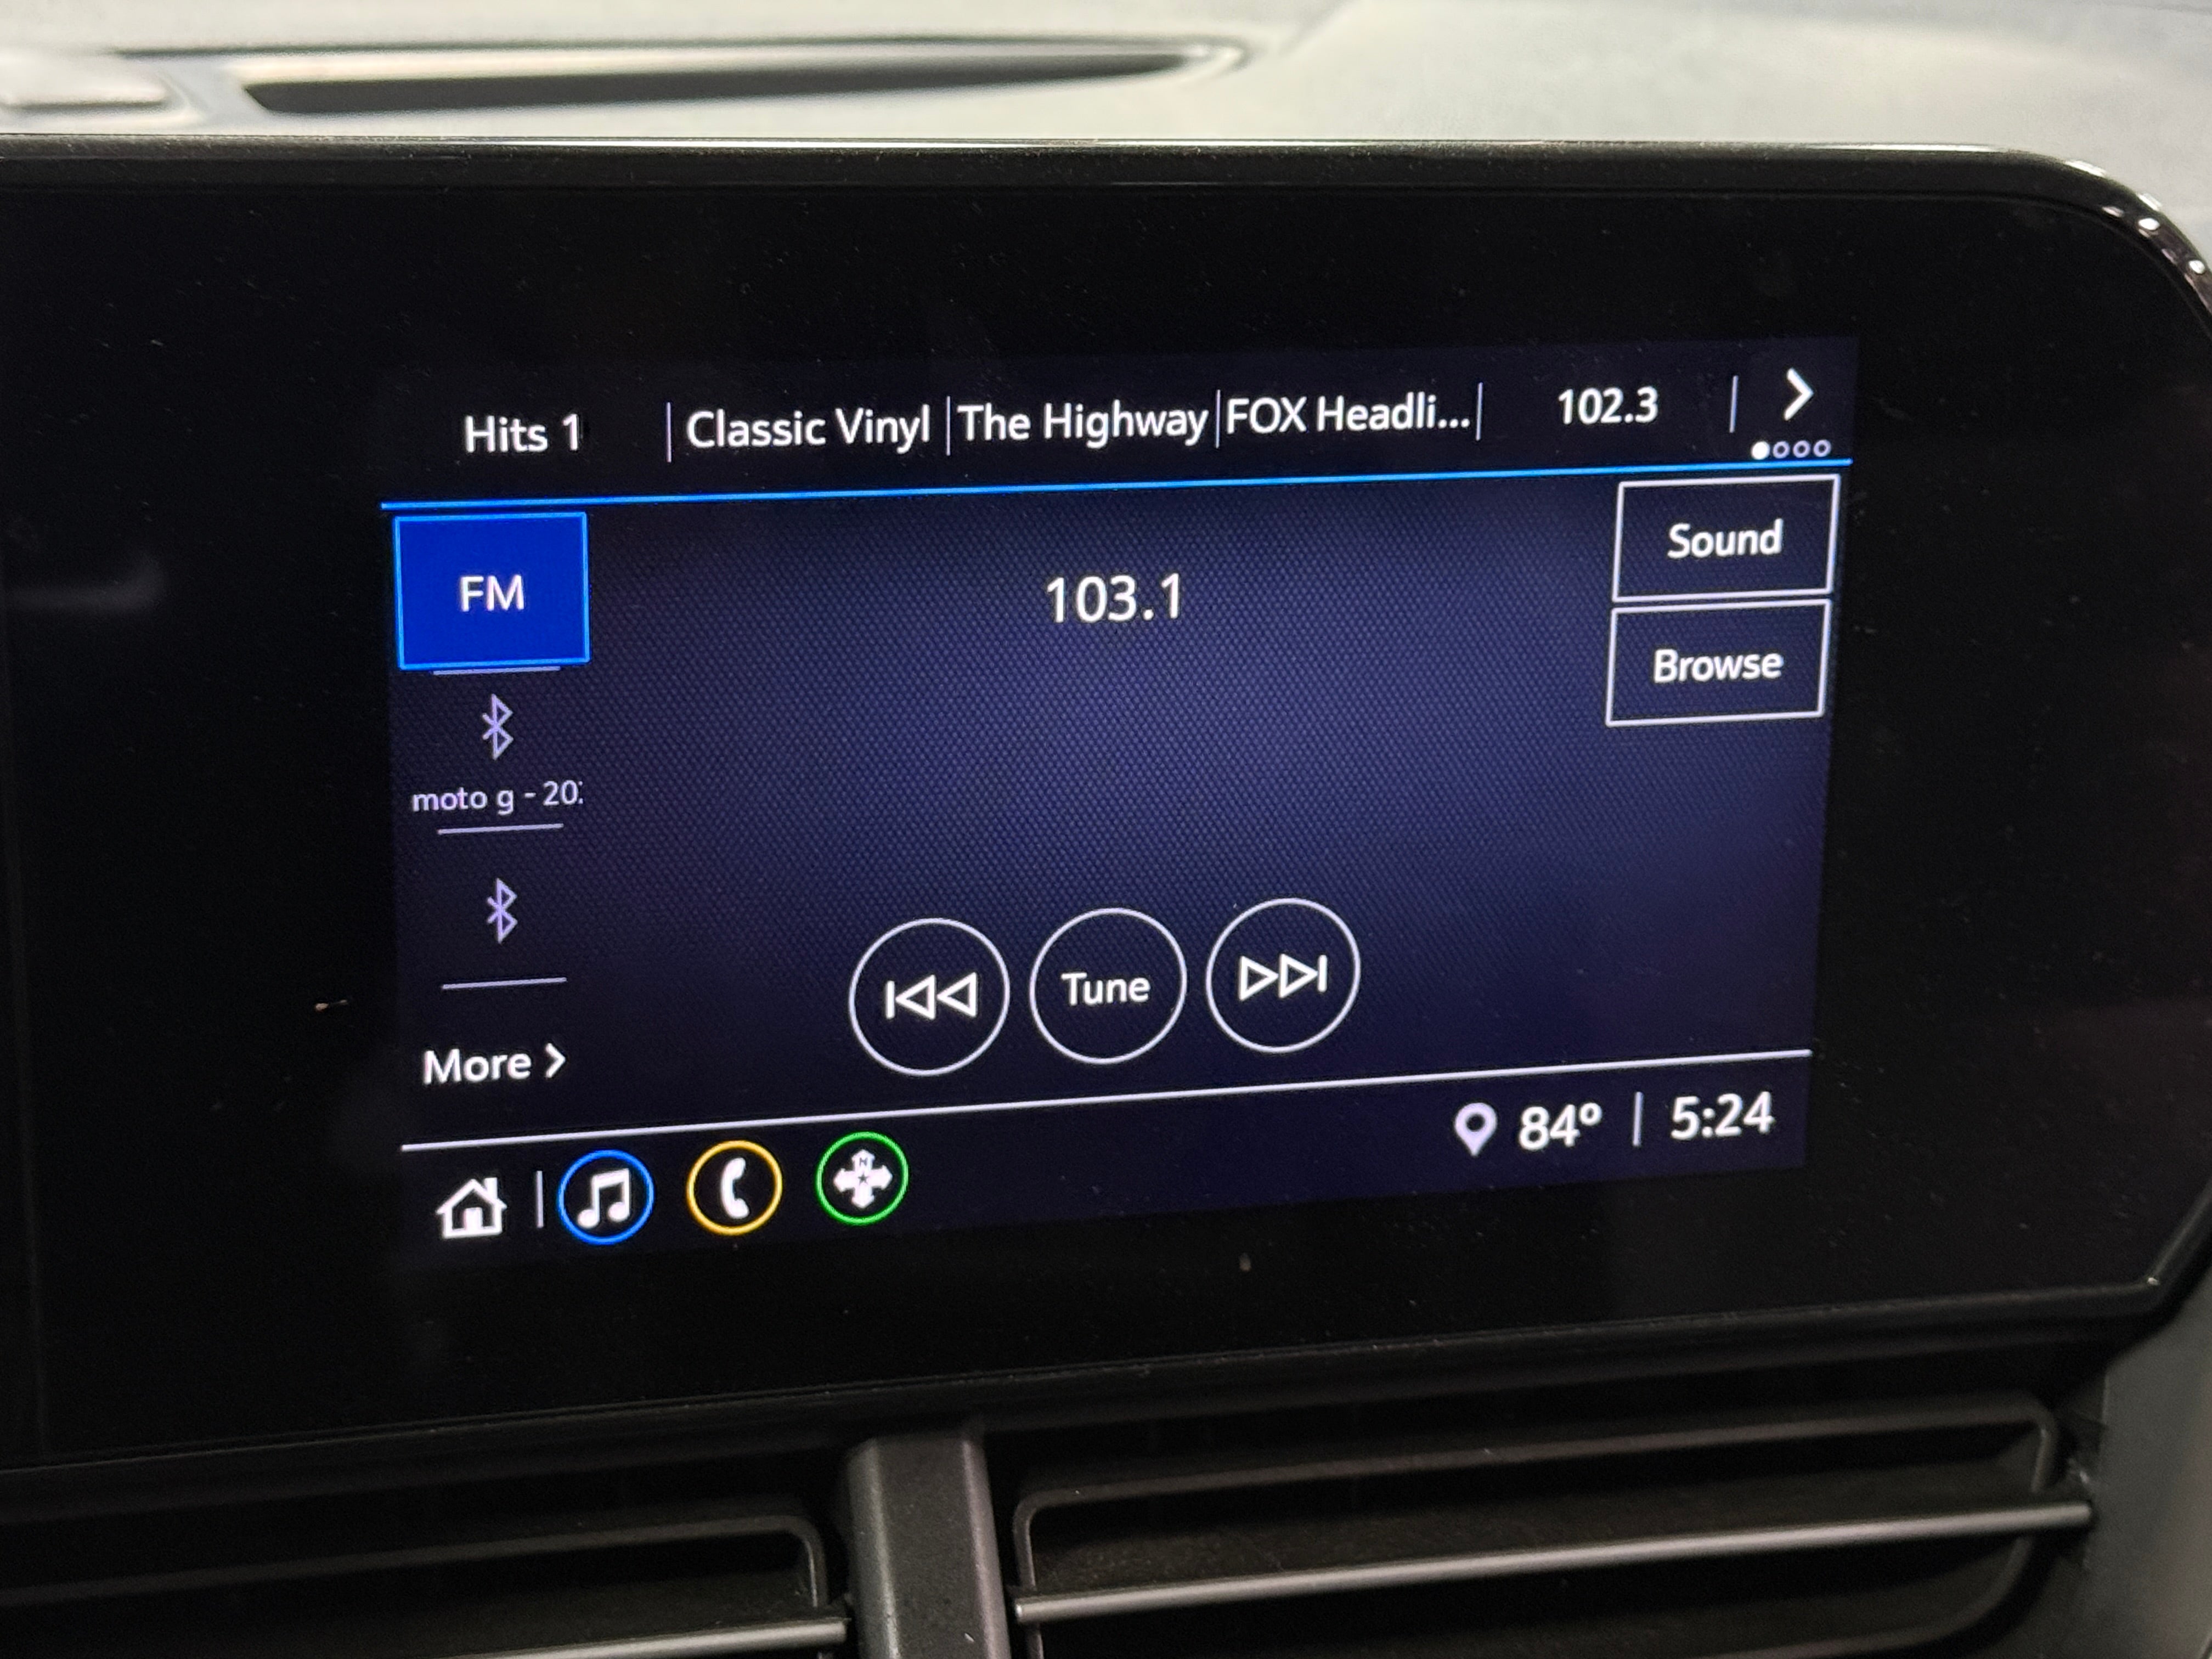 Hits 1 Classic Vinyl The Highway FOX Headli... 102.3
Sound
FM
103.1
Browse
moto g - 20
Tune
More
84° 5:24
N